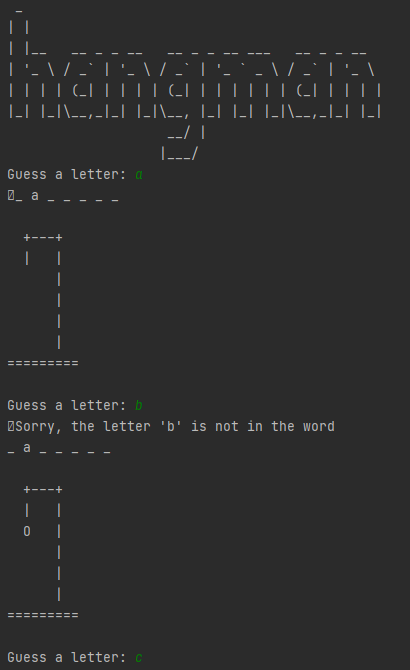 _
| |
| |__   __ _ _ __   __ _ _ __ ___   __ _ _ __
| '_ \ / _` | '_ \ / _` | '_ ` _ \ / _` | '_ \
| | | | (_| | | | | (_| | | | | | | (_| | | | |
|_| |_|\__,_|_| |_|\__, |_| |_| |_|\__,_|_| |_|
                    __/ |
                   |___/
Guess a letter: a
_ a _ _ _ _ _
  +---+
  |   |
      |
      |
      |
      |
=========
Guess a letter: b
Sorry, the letter 'b' is not in the word
_ a _ _ _ _ _
  +---+
  |   |
  O   |
      |
      |
      |
=========
Guess a letter: c